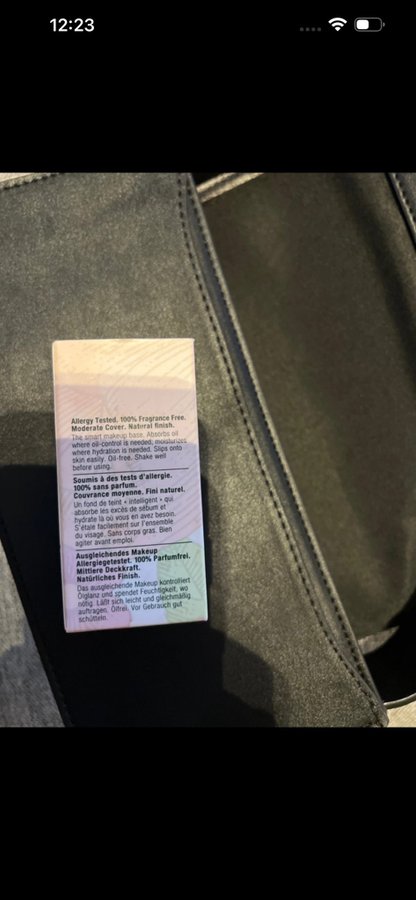 12:23
Allergy Tested. 100% Fragrance Free.
Moderate Cover. Natural finish.
The smart makeup base. Absorbs oil
where oil-control is needed; moisturizes
where hydration is needed. Slips onto
skin easily. Oil-free. Shake well
before using.
Soumis à des tests d'allergie.
100% sans parfum.
Couvrance moyenne. Fini naturel.
Un fond de teint « intelligent » qui
absorbe les excès de sébum et
hydrate là où vous en avez besoin.
S'étale facilement sur l'ensemble
du visage. Sans corps gras. Bien
agiter avant emploi.
Ausgleichendes Makeup
Allergiegetestet. 100% Parfumfrei.
Mittlere Deckkraft.
Natürliches Finish.
Das ausgleichende Makeup kontrolliert
Ölglanz und spendet Feuchtigkeit, wo
nötig. Läßt sich leicht und gleichmäßig
auftragen. Ölfrei. Vor Gebrauch gut
schütteln.